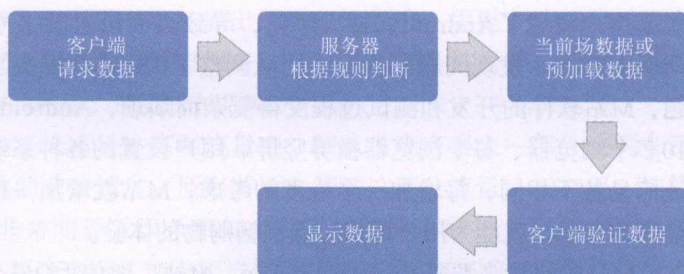 客户端
请求数据
服务器
根据规则判断
当前场数据或
预加载数据
客户端验证数据
显示数据